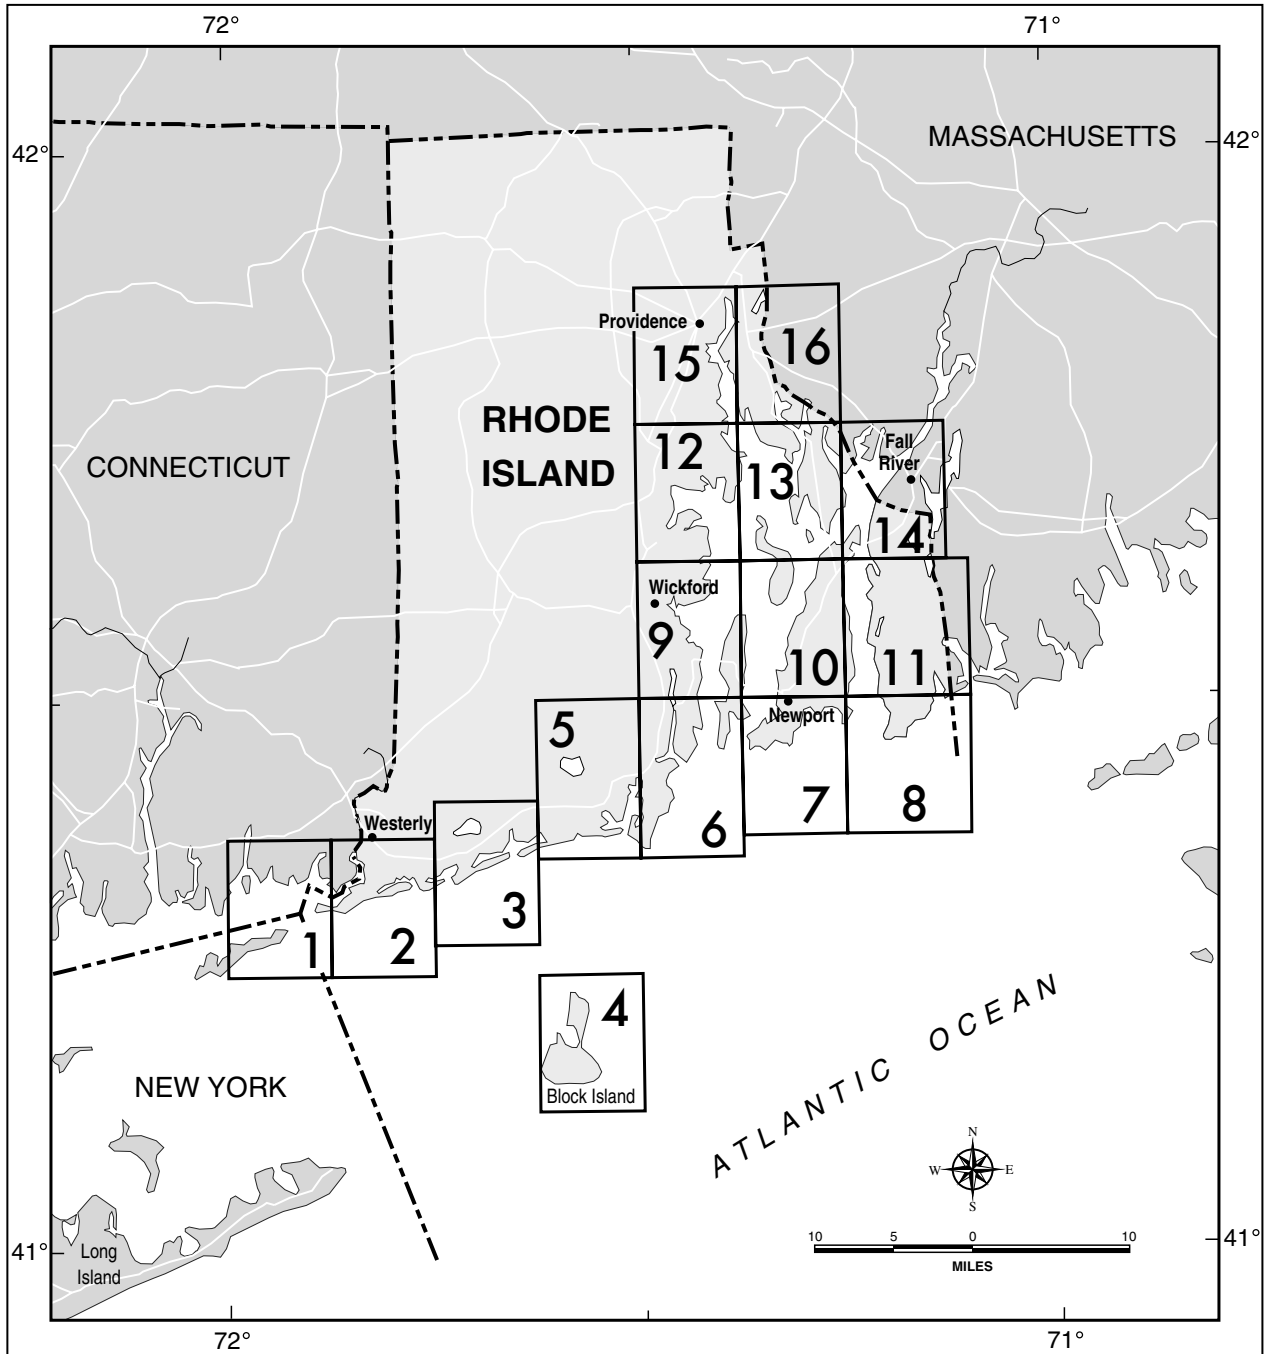 72° 71°
42° MASSACHUSETTS 42°
Providence
15 16
RHODE
ISLAND
CONNECTICUT
12 13
Fall
River
14
Wickford
9 10 11
5
Newport
6 7 8
Westerly
1 2 3
4
Block Island
NEW YORK
ATLANTIC OCEAN
N
W E
S
Long
Island
41° 41°
10 5 0 10
MILES
72° 71°